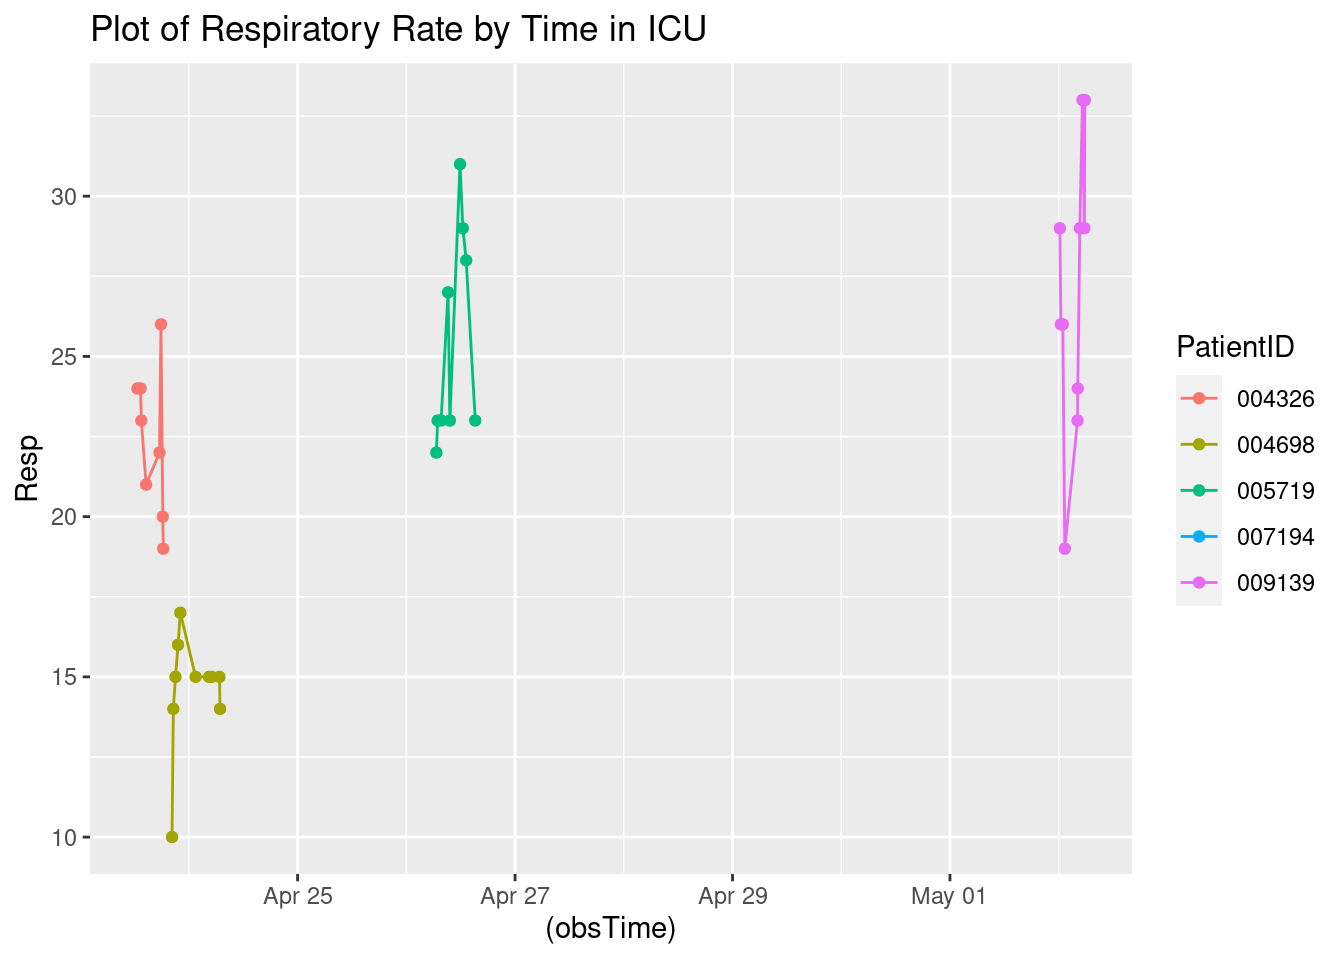 Plot of Respiratory Rate by Time in ICU
Resp
30
25
20
15
10
Apr 25
Apr 27
Apr 29
May 01
(obsTime)
PatientID
004326
004698
005719
007194
009139